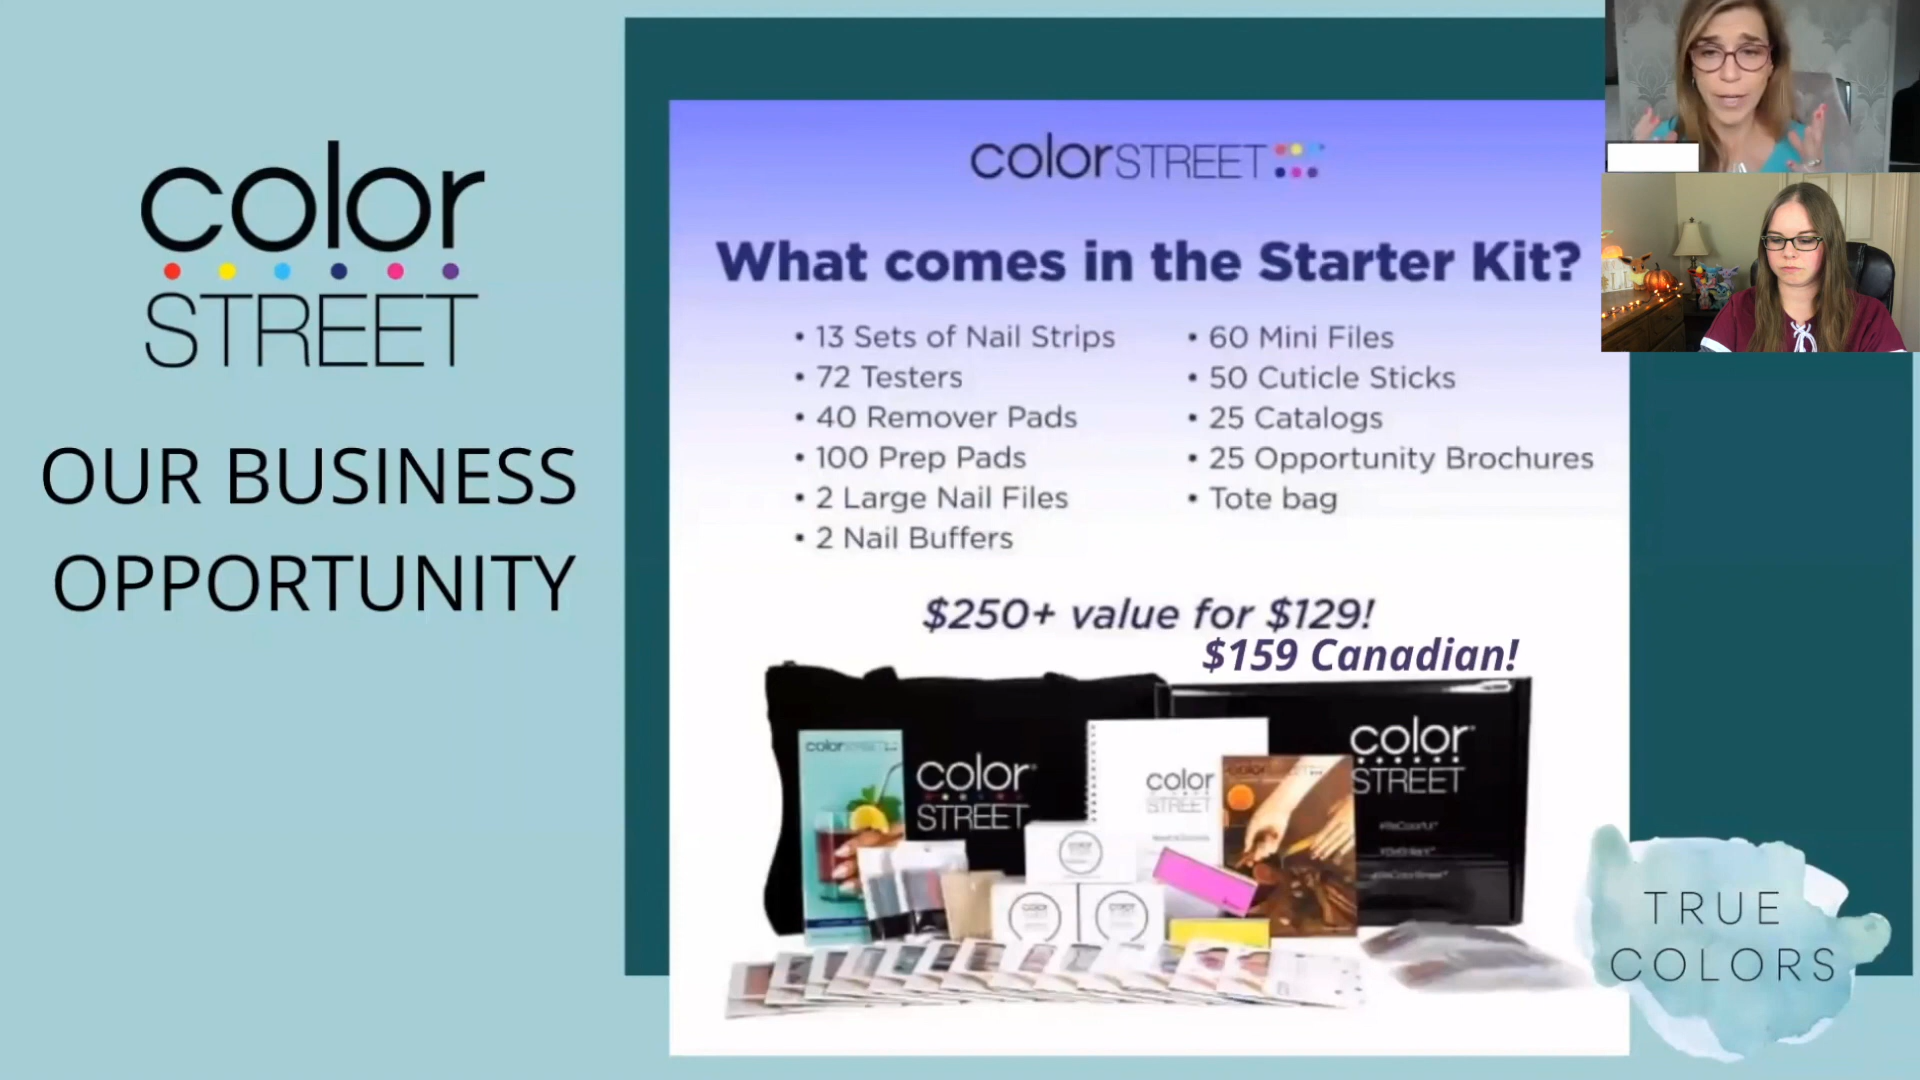 color
STREET
OUR BUSINESS
OPPORTUNITY
colorSTREET
What comes in the Starter Kit?
• 13 Sets of Nail Strips
• 72 Testers
• 40 Remover Pads
• 100 Prep Pads
• 2 Large Nail Files
• 2 Nail Buffers
• 60 Mini Files
• 50 Cuticle Sticks
• 25 Catalogs
• 25 Opportunity Brochures
• Tote bag
$250+ value for $129!
$159 Canadian!
color
color
STREET
color
STREET
color
STREET
TRUE
COLORS